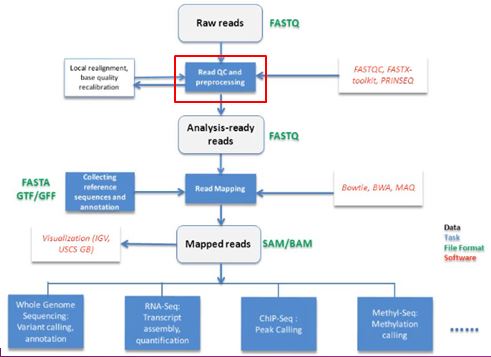 Raw reads
FASTQ
Local realignment,
base quality
recalibration
Read QC and
preprocessing
FASTQC, FASTX-
toolkit, PRINSEQ
Analysis-ready
reads
FASTQ
FASTA
GTF/GFF
Collecting
reference
sequences and
annotation
Read Mapping
Bowtie, BWA, MAQ
Visualization (IGV,
USCS GB)
Mapped reads
SAM/BAM
Data
Task
File Format
Software
Whole Genome
Sequencing:
Variant calling,
annotation
RNA-Seq:
Transcript
assembly,
quantification
ChIP-Seq :
Peak Calling
Methyl-Seq:
Methylation
calling
......